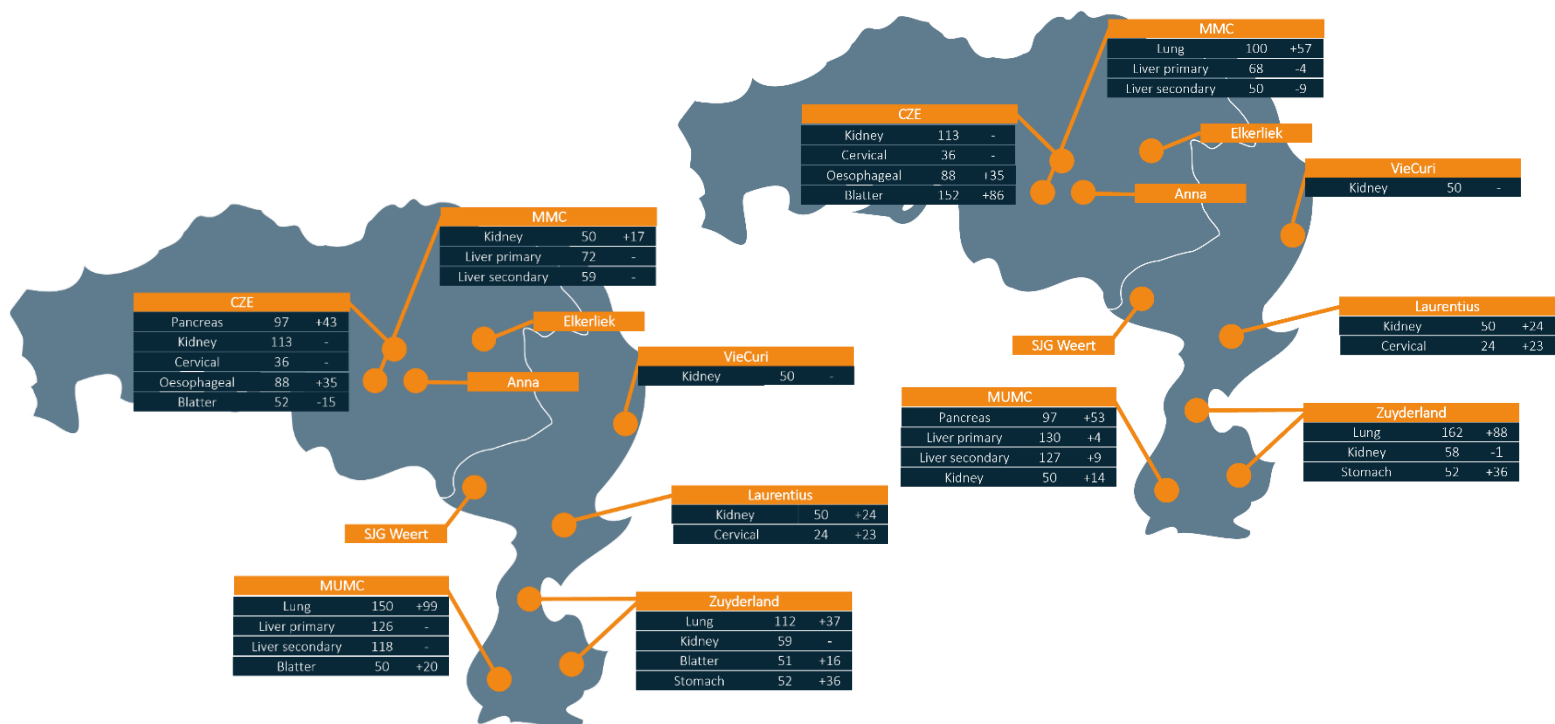 MMC
Kidney 50 +17
Liver primary 72 -
Liver secondary 59 -
CZE
Pancreas 97 +43
Kidney 113 -
Cervical 36 -
Oesophageal 88 +35
Blatter 52 -15
Elkerliek
Anna
VieCuri
Kidney 50 -
SJG Weert
Laurentius
Kidney 50 +24
Cervical 24 +23
MUMC
Lung 150 +99
Liver primary 126 -
Liver secondary 118 -
Blatter 50 +20
Zuyderland
Lung 112 +37
Kidney 59 -
Blatter 51 +16
Stomach 52 +36
MMC
Lung 100 +57
Liver primary 68 -4
Liver secondary 50 -9
CZE
Kidney 113 -
Cervical 36 -
Oesophageal 88 +35
Blatter 152 +86
Elkerliek
Anna
VieCuri
Kidney 50 -
SJG Weert
Laurentius
Kidney 50 +24
Cervical 24 +23
MUMC
Pancreas 97 +53
Liver primary 130 +4
Liver secondary 127 +9
Kidney 50 +14
Zuyderland
Lung 162 +88
Kidney 58 -1
Stomach 52 +36